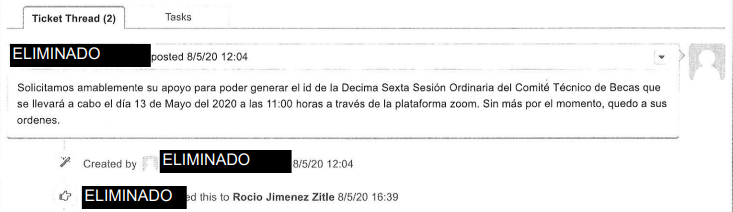 Ticket Thread (2) Tasks
ELIMINADO posted 8/5/20 12:04
Solicitamos amablemente su apoyo para poder generar el id de la Decima Sexta Sesión Ordinaria del Comité Técnico de Becas que
se llevará a cabo el día 13 de Mayo del 2020 a las 11:00 horas a través de la plataforma zoom. Sin más por el momento, quedo a sus
ordenes.
Created by ELIMINADO 8/5/20 12:04
ELIMINADO ed this to Rocio Jimenez Zitle 8/5/20 16:39